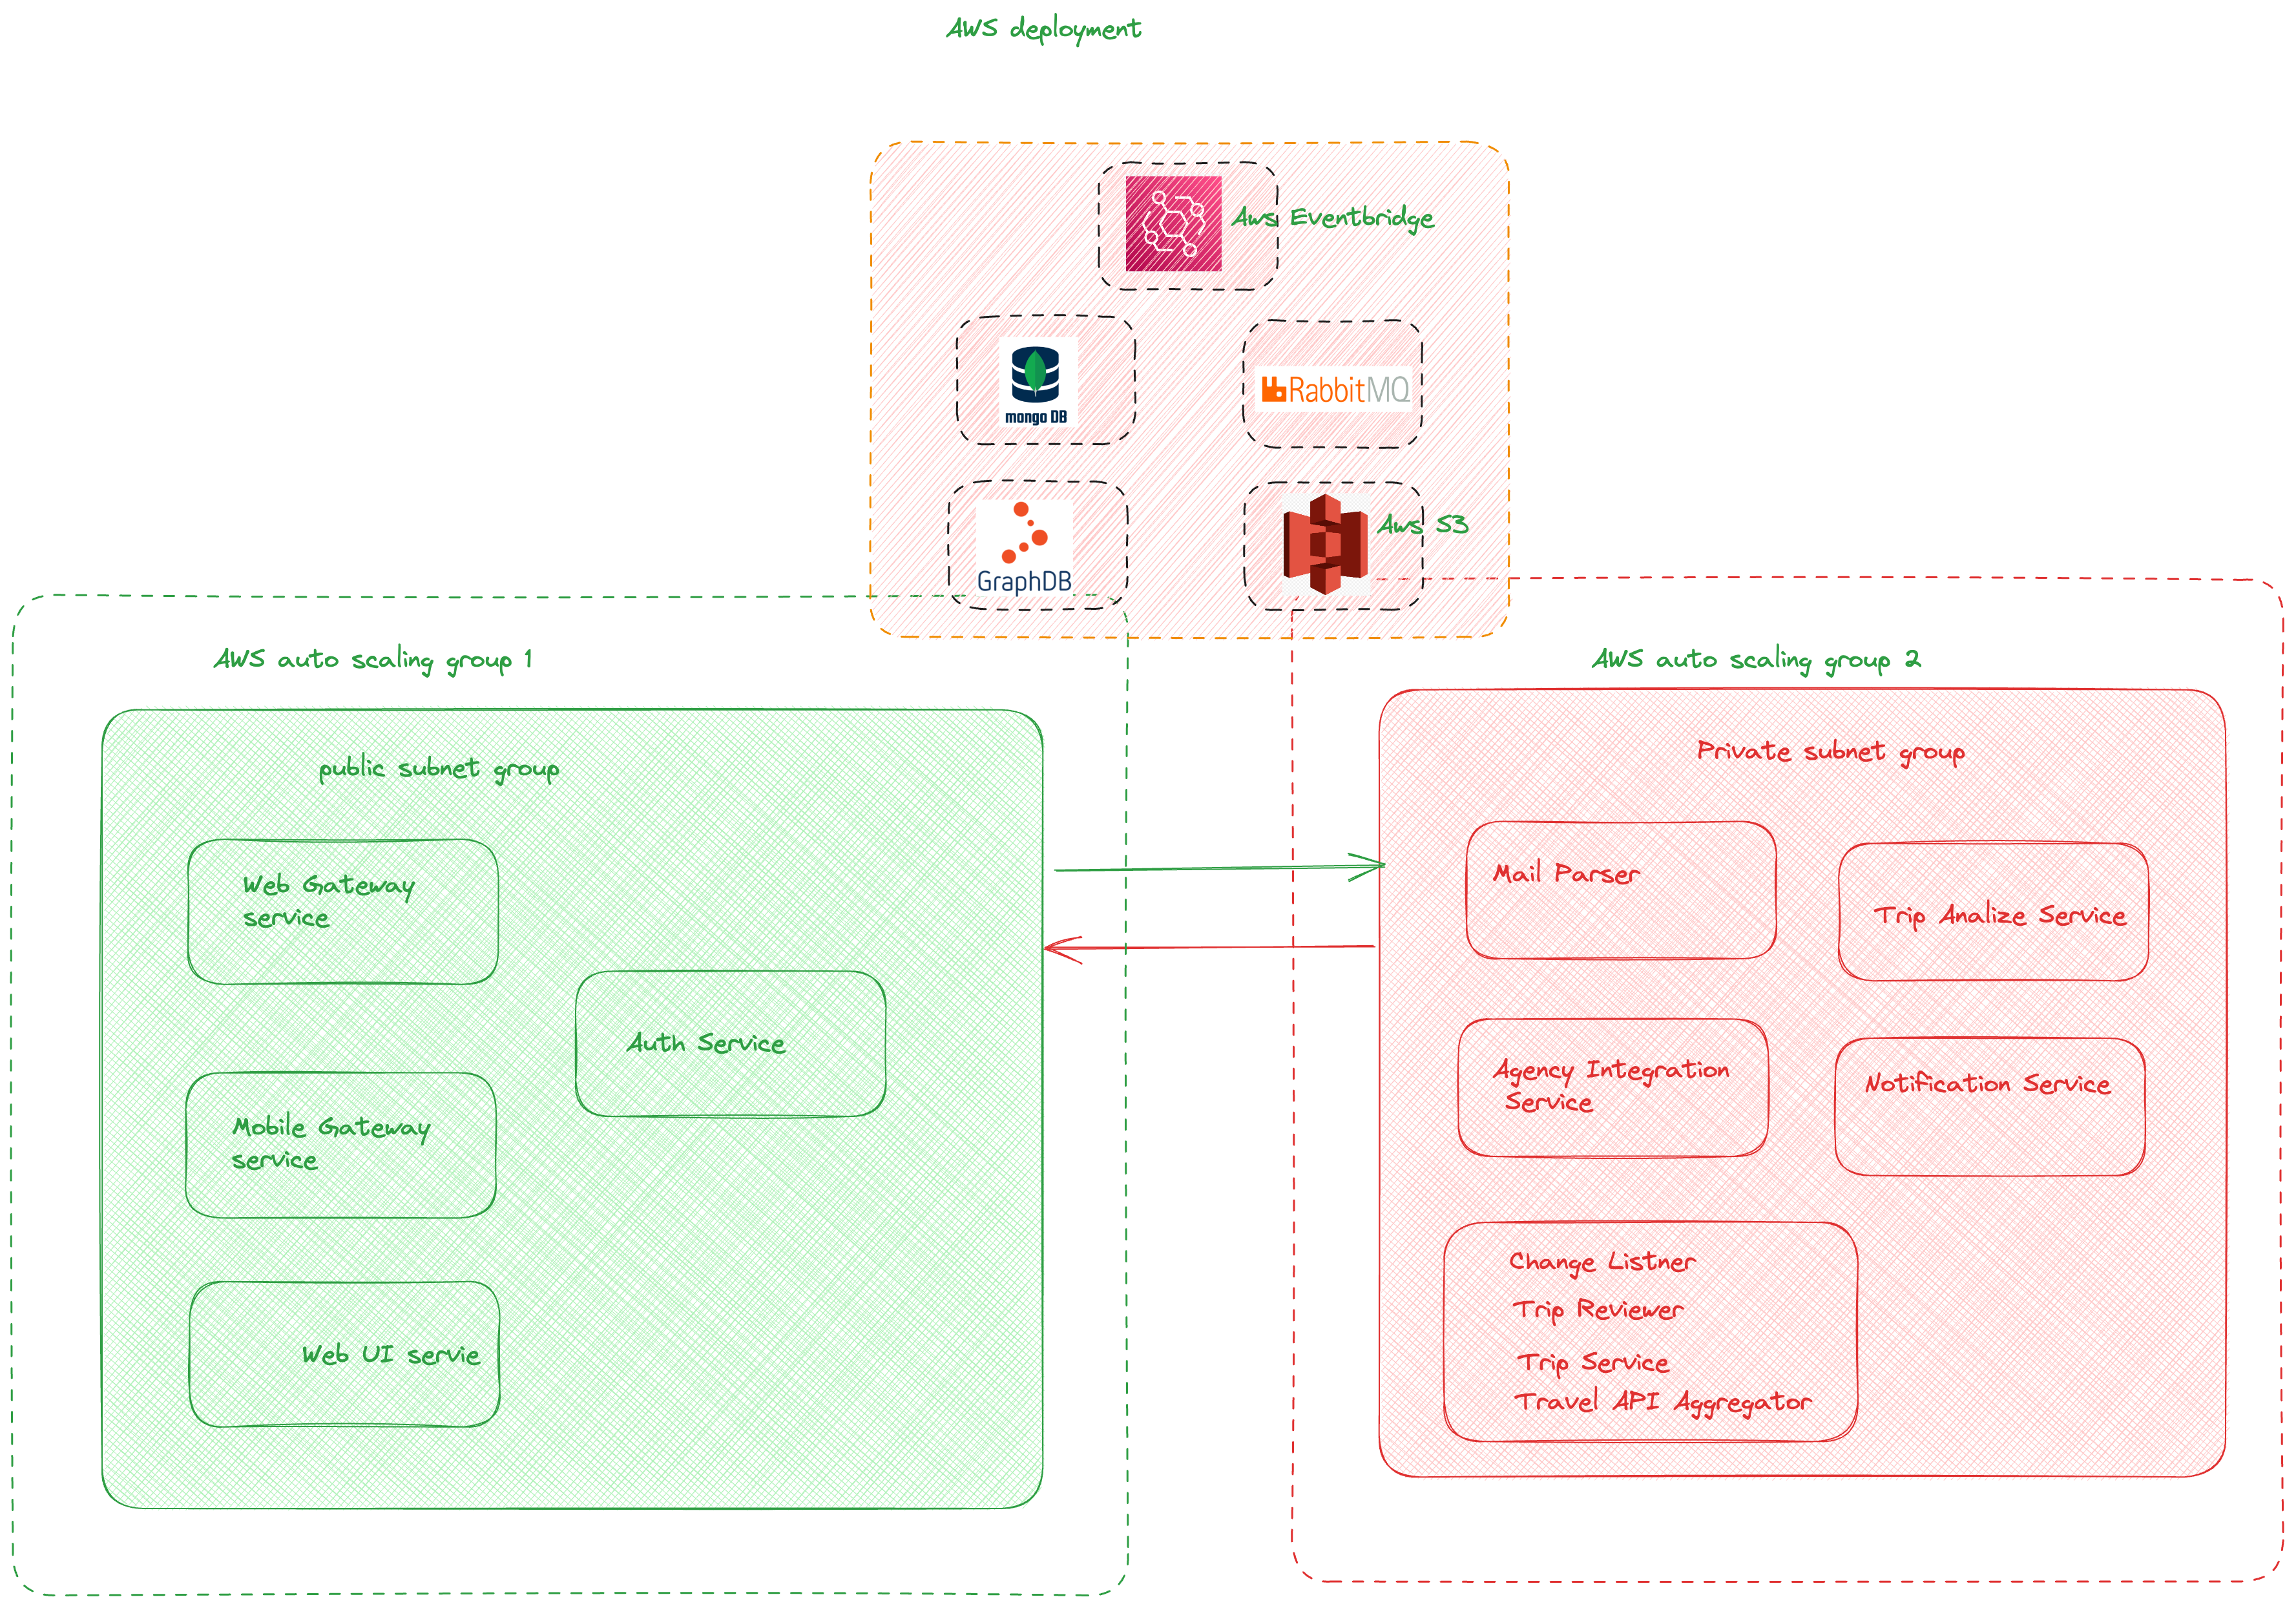 AWS deployment
Aws Eventbridge
mongo DB
RabbitMQ
GraphDB
Aws S3
AWS auto scaling group 1
public subnet group
Web Gateway
service
Auth Service
Mobile Gateway
service
Web UI servie
AWS auto scaling group 2
Private subnet group
Mail Parser
Trip Analize Service
Agency Integration
Service
Notification Service
Change Listner
Trip Reviewer
Trip Service
Travel API Aggregator